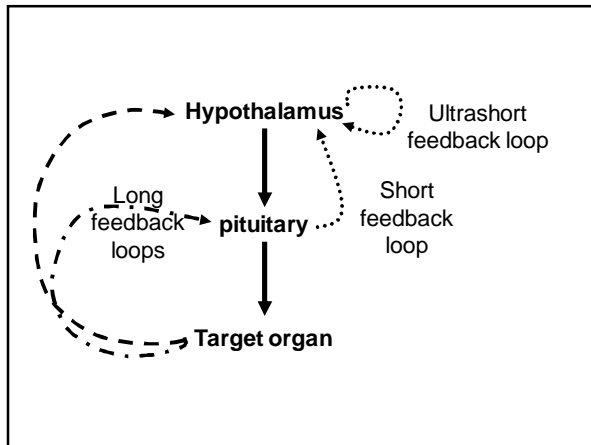 Hypothalamus
Ultrashort
feedback loop
Long
feedback
loops
pituitary
Short
feedback
loop
Target organ